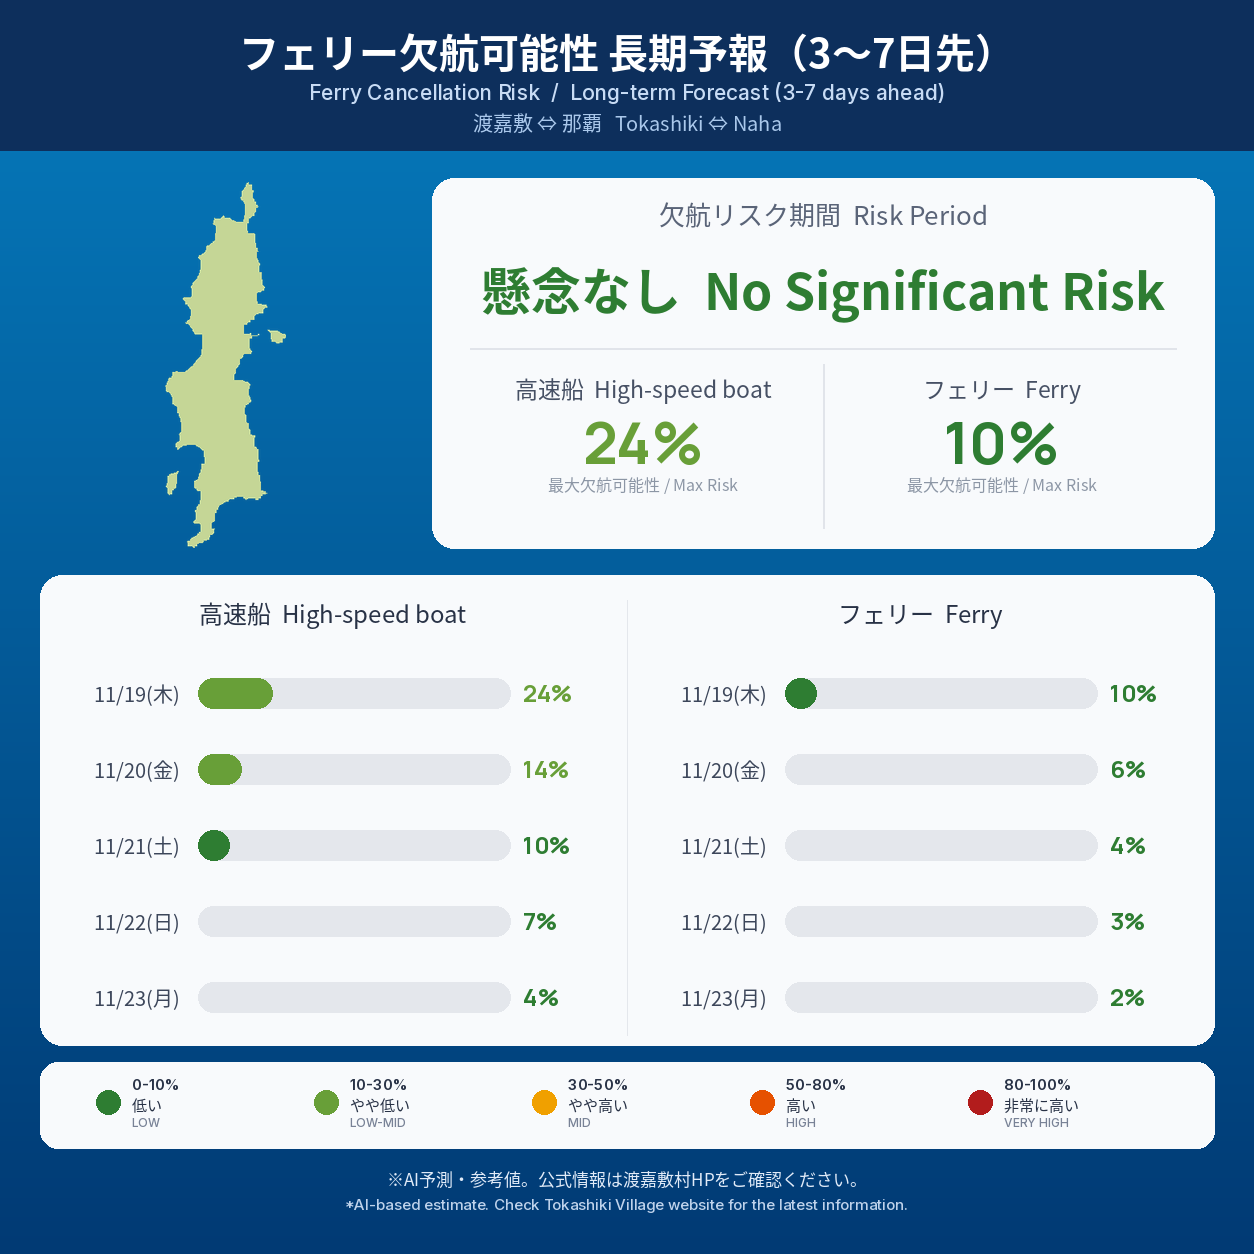 フェリー欠航可能性 長期予報（3〜7日先）
Ferry Cancellation Risk / Long-term Forecast (3-7 days ahead)
渡嘉敷 ⇔ 那覇 Tokashiki ⇔ Naha
欠航リスク期間 Risk Period
懸念なし No Significant Risk
高速船 High-speed boat
24%
最大欠航可能性 / Max Risk
フェリー Ferry
10%
最大欠航可能性 / Max Risk
高速船 High-speed boat
11/19(木) 24%
11/20(金) 14%
11/21(土) 10%
11/22(日) 7%
11/23(月) 4%
フェリー Ferry
11/19(木) 10%
11/20(金) 6%
11/21(土) 4%
11/22(日) 3%
11/23(月) 2%
0-10%
低い
LOW
10-30%
やや低い
LOW-MID
30-50%
やや高い
MID
50-80%
高い
HIGH
80-100%
非常に高い
VERY HIGH
※AI予測・参考値。公式情報は渡嘉敷村HPをご確認ください。
*AI-based estimate. Check Tokashiki Village website for the latest information.